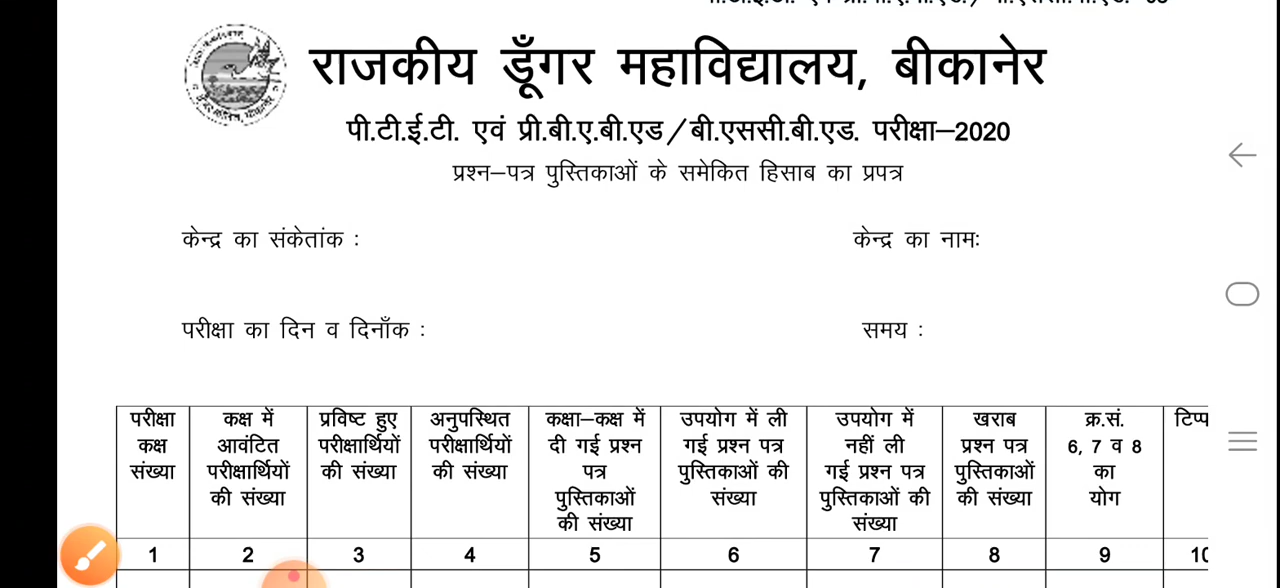 राजकीय डूँगर महाविद्यालय, बीकानेर
पी.टी.ई.टी. एवं प्री.बी.ए.बी.एड/बी.एससी.बी.एड. परीक्षा–2020
प्रश्न–पत्र पुस्तिकाओं के समेकित हिसाब का प्रपत्र
केन्द्र का संकेतांक : केन्द्र का नामः
परीक्षा का दिन व दिनाँक : समय :
परीक्षा कक्ष संख्या
कक्ष में आवंटित परीक्षार्थियों की संख्या
प्रविष्ट हुए परीक्षार्थियों की संख्या
अनुपस्थित परीक्षार्थियों की संख्या
कक्षा–कक्ष में दी गई प्रश्न पत्र पुस्तिकाओं की संख्या
उपयोग में ली गई प्रश्न पत्र पुस्तिकाओं की संख्या
उपयोग में नहीं ली गई प्रश्न पत्र पुस्तिकाओं की संख्या
खराब प्रश्न पत्र पुस्तिकाओं की संख्या
क्र.सं. 6, 7 व 8 का योग
टिप्प
1 2 3 4 5 6 7 8 9 10